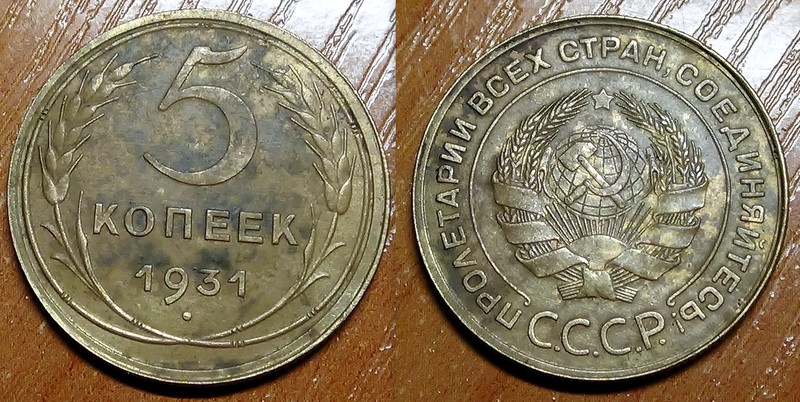 5
КОПЕЕК
1931
ПРОЛЕТАРИИ ВСЕХ СТРАН, СОЕДИНЯЙТЕСЬ!
С.С.С.Р.